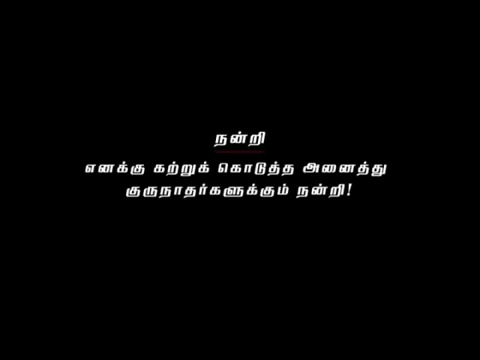 நன்றி
எனக்கு கற்றுக் கொடுத்த அனைத்து
குருநாதர்களுக்கும் நன்றி!